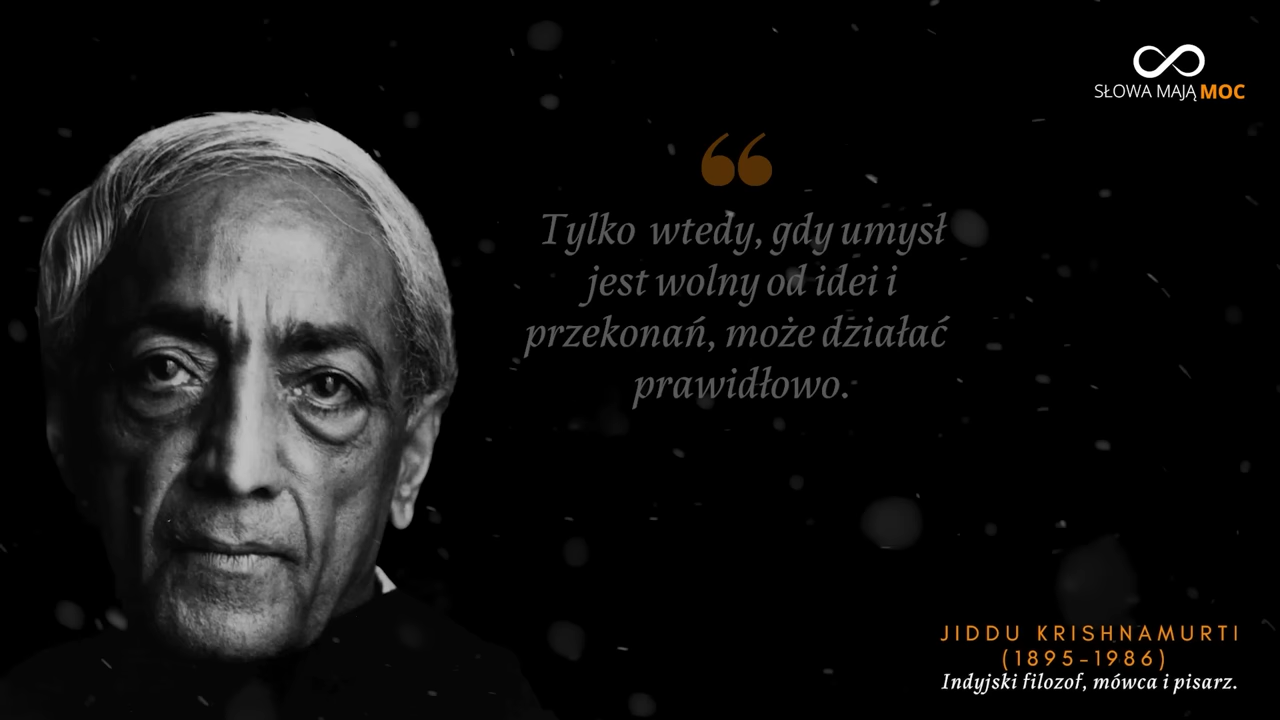 SŁOWA MAJĄ MOC
Tylko wtedy, gdy umysł
jest wolny od idei i
przekonań, może działać
prawidłowo.
JIDDU KRISHNAMURTI
(1895-1986)
Indyjski filozof, mówca i pisarz.